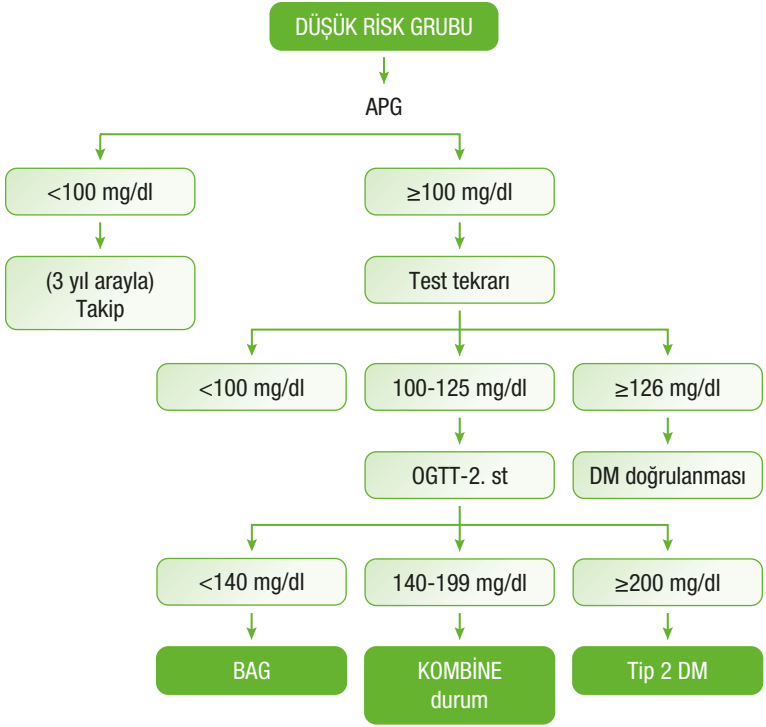 DÜŞÜK RİSK GRUBU
APG
<100 mg/dl
≥100 mg/dl
(3 yıl arayla)
Takip
Test tekrarı
<100 mg/dl
100-125 mg/dl
≥126 mg/dl
OGTT-2. st
DM doğrulanması
<140 mg/dl
140-199 mg/dl
≥200 mg/dl
BAG
KOMBİNE
durum
Tip 2 DM